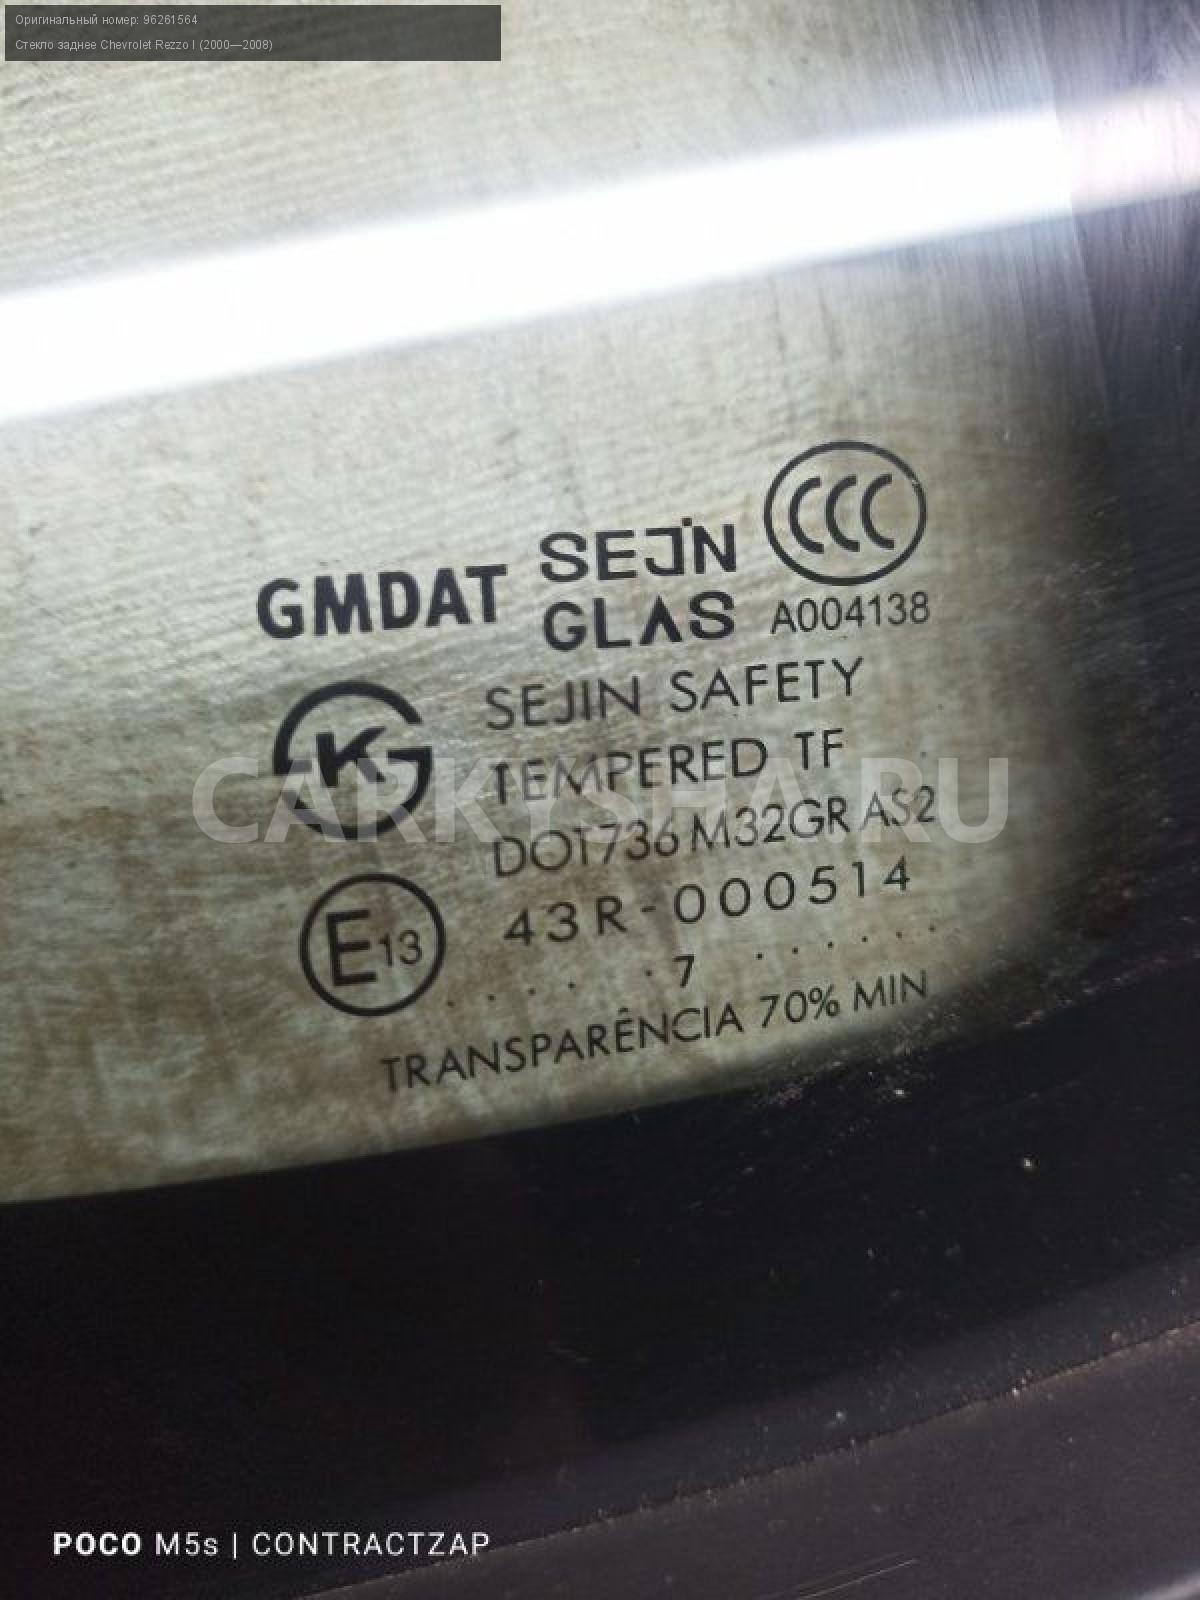 Оригинальный номер: 96261564
Стекло заднее Chevrolet Rezzo I (2000—2008)
GMDAT SEJIN GLAS CCC
A004138
K
SEJIN SAFETY
TEMPERED TF
CARKYSHA.RU
DOT736 M32GR AS2
E13 43R-000514
. . . . . 7 . . . . . .
TRANSPARÊNCIA 70% MIN
POCO M5s | CONTRACTZAP